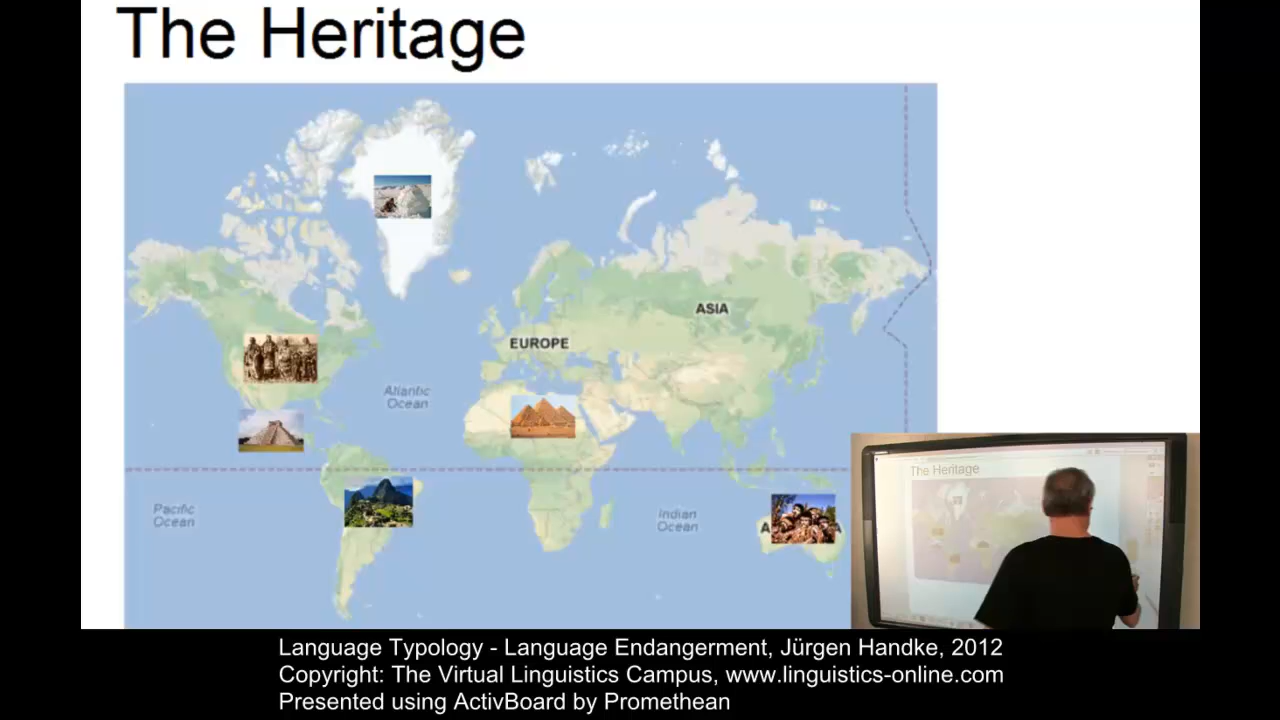 The Heritage
ASIA
EUROPE
Atlantic
Ocean
Pacific
Ocean
Indian
Ocean
The Heritage
Language Typology - Language Endangerment, Jürgen Handke, 2012
Copyright: The Virtual Linguistics Campus, www.linguistics-online.com
Presented using ActivBoard by Promethean